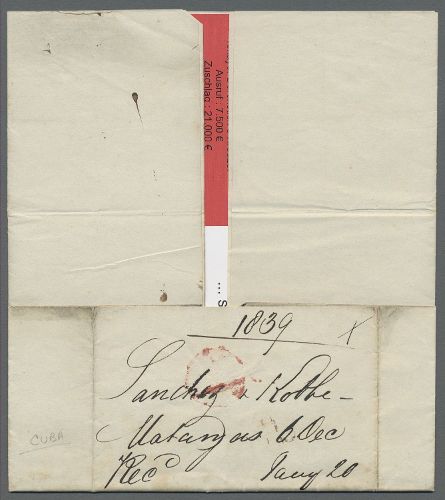 Ausruf : 7.500 €
Zuschlag : 21.000 €
... S
1839
x
Sanchez & Kobbe
Matanzas 6 Dec
Recd Jany 20
CUBA